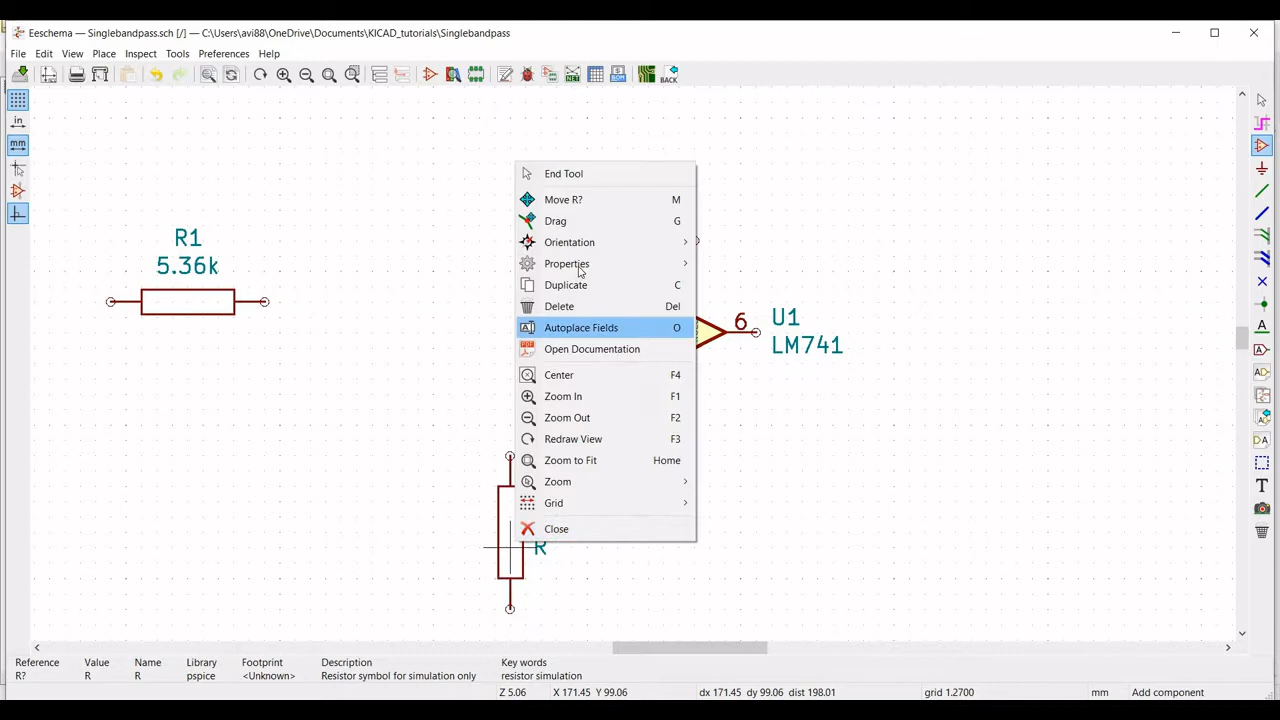 Eeschema — Singlebandpass.sch [/] — C:\Users\avi88\OneDrive\Documents\KICAD_tutorials\Singlebandpass
File Edit View Place Inspect Tools Preferences Help
BACK
in
mm
R1
5.36k
End Tool
Move R? M
Drag G
Orientation
Properties
Duplicate C
Delete Del
Autoplace Fields O
Open Documentation
Center F4
Zoom In F1
Zoom Out F2
Redraw View F3
Zoom to Fit Home
Zoom
Grid
Close
6
U1
LM741
R
Reference Value Name Library Footprint Description Key words
R? R R pspice <Unknown> Resistor symbol for simulation only resistor simulation
Z 5.06 X 171.45 Y 99.06 dx 171.45 dy 99.06 dist 198.01 grid 1.2700 mm Add component